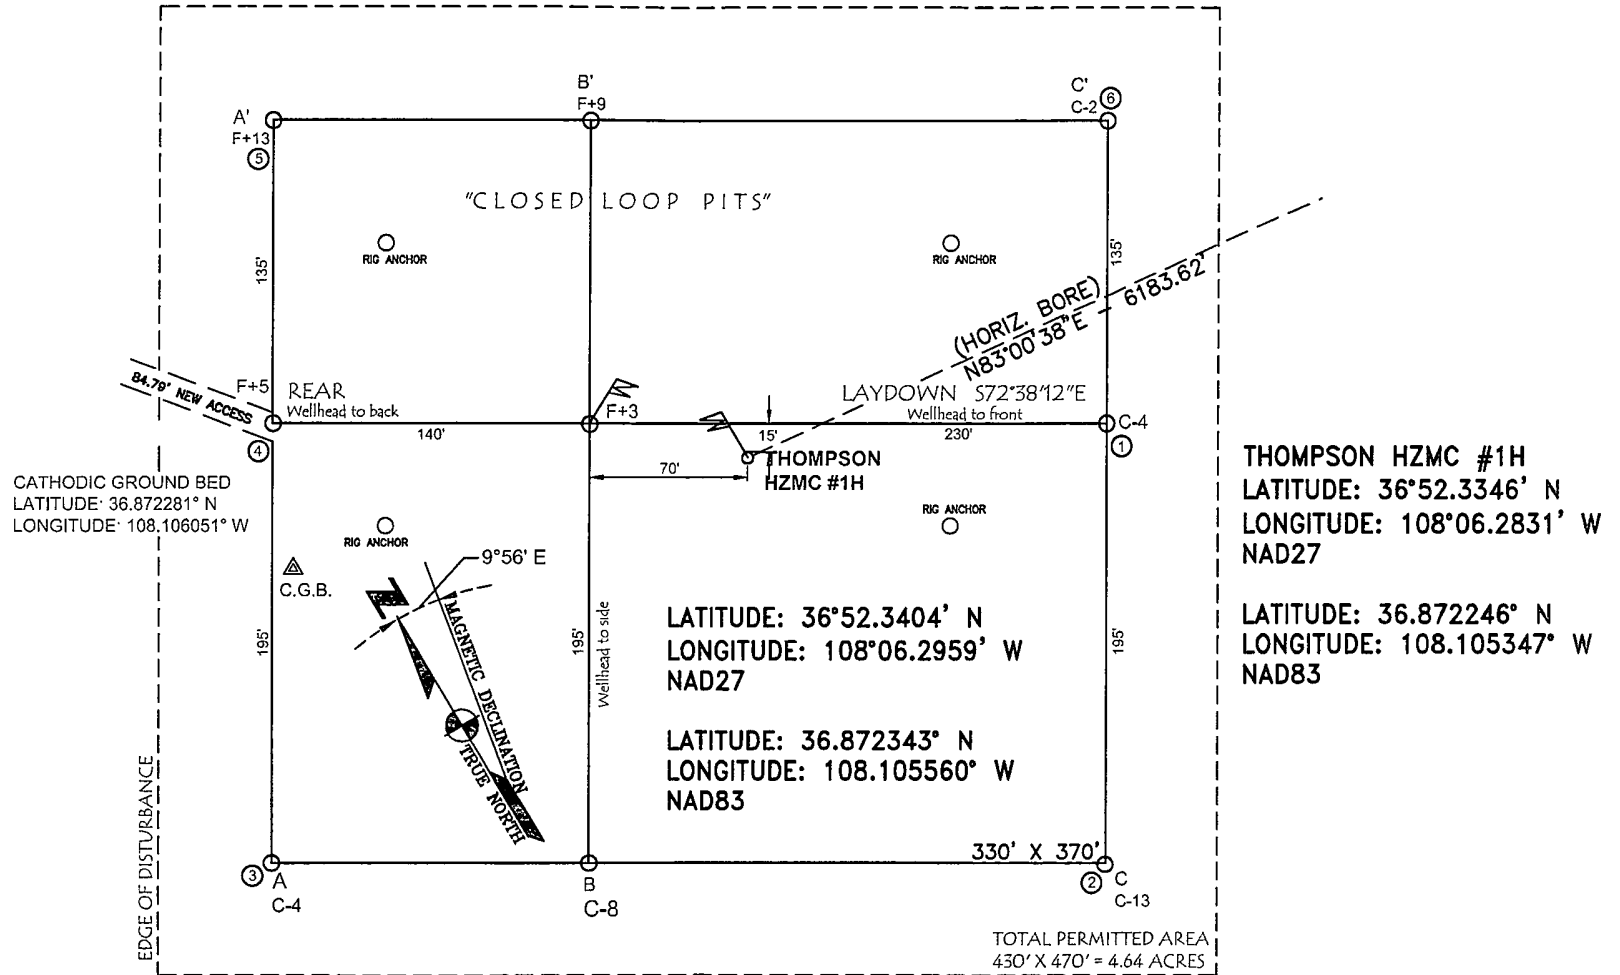 B'
F+9
C'
C-2
6
A'
F+13
5
"CLOSED LOOP PITS"
RIG ANCHOR
RIG ANCHOR
135'
135'
(HORIZ. BORE)
N83°00'38"E
6183.62'
84.79' NEW ACCESS
F+5
REAR
Wellhead to back
F+3
LAYDOWN S72°38'12"E
Wellhead to front
C-4
1
140'
15'
230'
4
70'
THOMPSON
HZMC #1H
CATHODIC GROUND BED
LATITUDE: 36.872281° N
LONGITUDE: 108.106051° W
THOMPSON HZMC #1H
LATITUDE: 36°52.3346' N
LONGITUDE: 108°06.2831' W
NAD27
LATITUDE: 36.872246° N
LONGITUDE: 108.105347° W
NAD83
RIG ANCHOR
RIG ANCHOR
C.G.B.
9°56' E
N
MAGNETIC DECLINATION
TRUE NORTH
195'
195'
Wellhead to side
195'
LATITUDE: 36°52.3404' N
LONGITUDE: 108°06.2959' W
NAD27
LATITUDE: 36.872343° N
LONGITUDE: 108.105560° W
NAD83
EDGE OF DISTURBANCE
330' X 370'
3
A
C-4
B
C-8
2
C
C-13
TOTAL PERMITTED AREA
430' X 470' = 4.64 ACRES